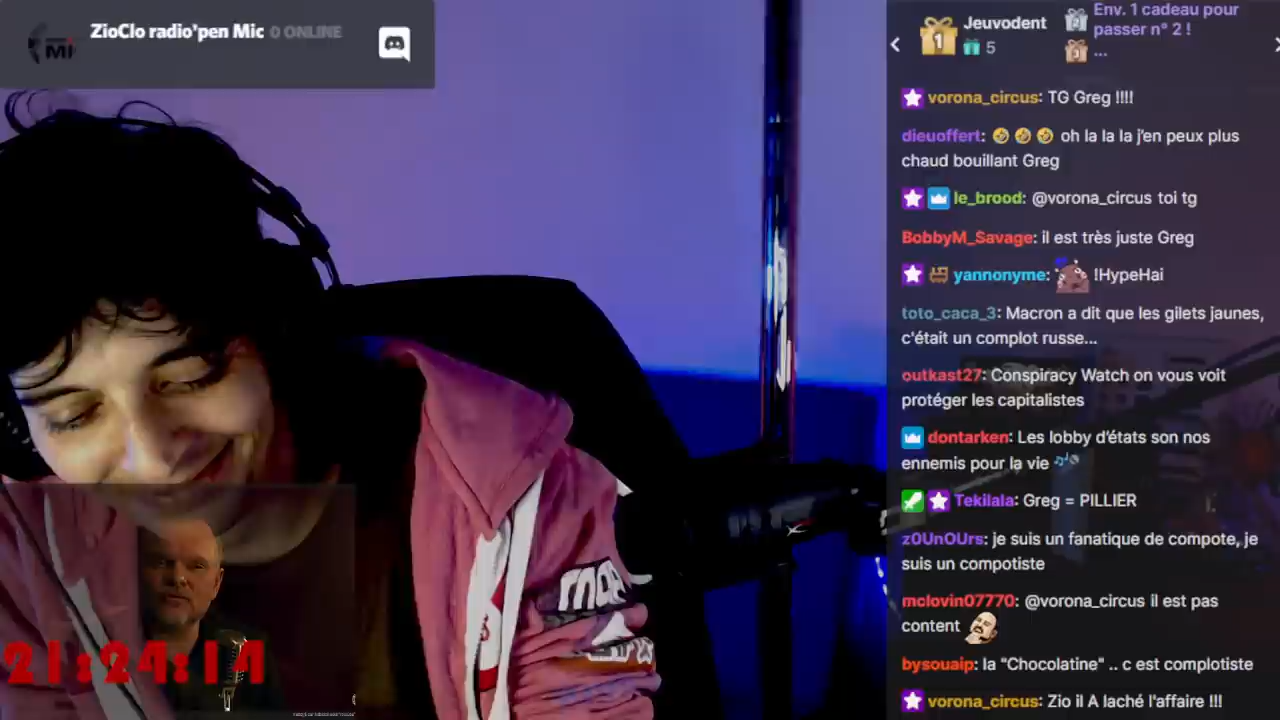 ZioClo radio'pen Mic 0 ONLINE
MI
Jeuvodent
1
5
2
Env. 1 cadeau pour
passer n° 2 !
3
...
vorona_circus: TG Greg !!!!
dieuoffert: 🤣 🤣 🤣 oh la la la j'en peux plus
chaud bouillant Greg
le_brood: @vorona_circus toi tg
BobbyM_Savage: il est très juste Greg
yannonyme: !HypeHai
toto_caca_3: Macron a dit que les gilets jaunes,
c'était un complot russe...
outkast27: Conspiracy Watch on vous voit
protéger les capitalistes
dontarken: Les lobby d'états son nos
ennemis pour la vie 🎶
Tekilala: Greg = PILLIER
z0UnOUrs: je suis un fanatique de compote, je
suis un compotiste
mclovin07770: @vorona_circus il est pas
content
bysouaip: la "Chocolatine" .. c est complotiste
vorona_circus: Zio il A laché l'affaire !!!
21:24:14